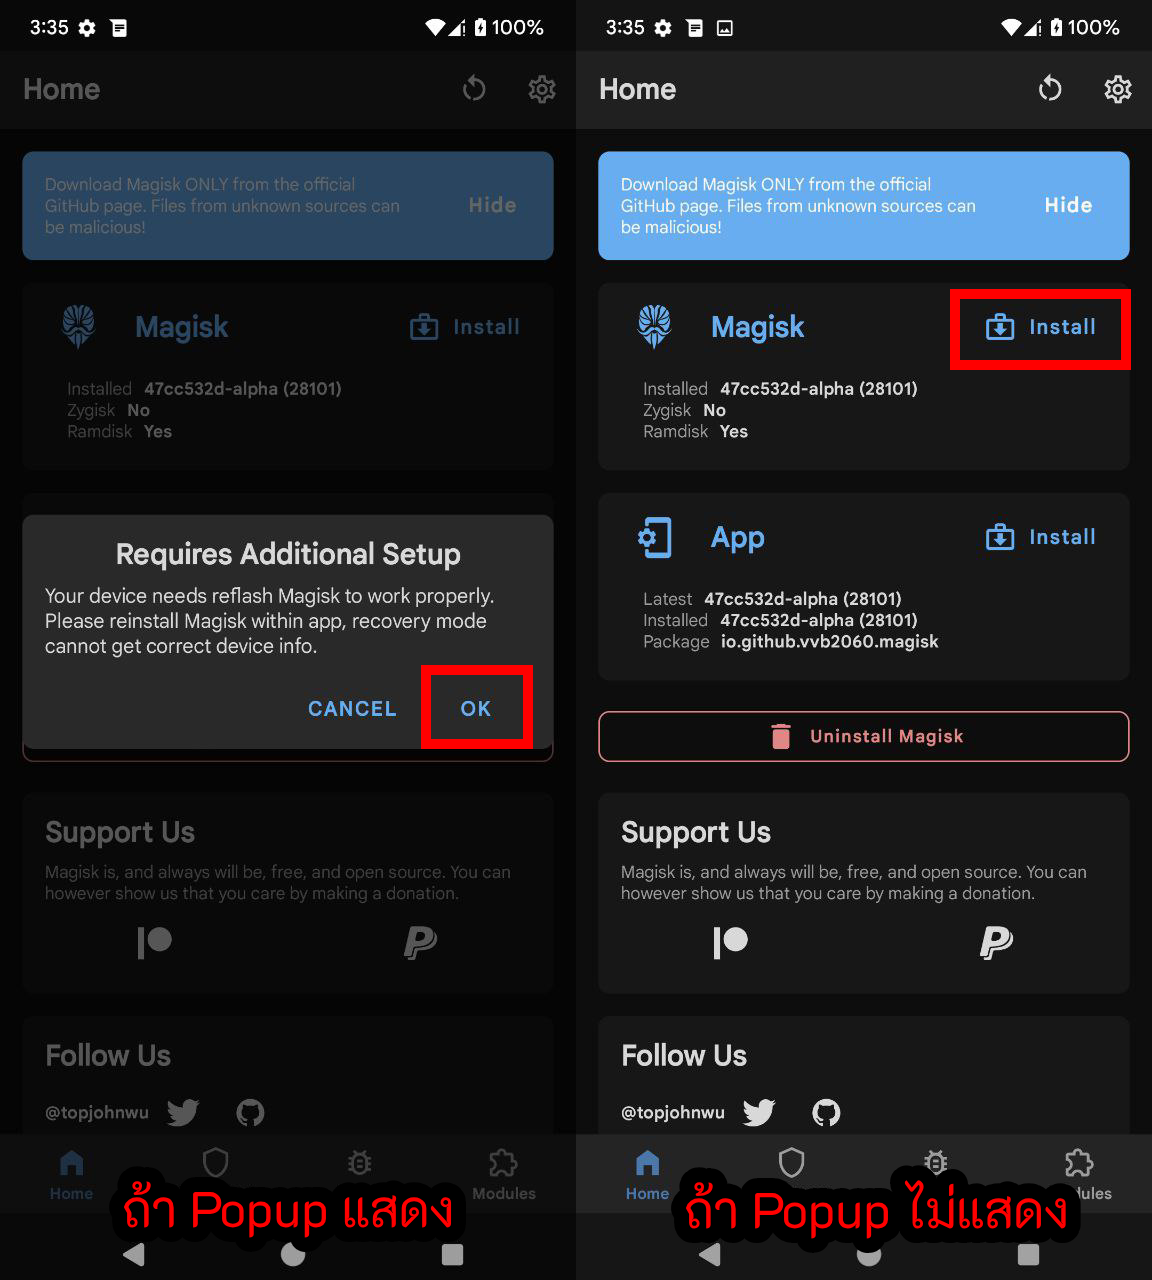 3:35
100%
Home
Download Magisk ONLY from the official
GitHub page. Files from unknown sources can
be malicious!
Hide
Magisk
Install
Installed 47cc532d-alpha (28101)
Zygisk No
Ramdisk Yes
Requires Additional Setup
Your device needs reflash Magisk to work properly.
Please reinstall Magisk within app, recovery mode
cannot get correct device info.
CANCEL
OK
Support Us
Magisk is, and always will be, free, and open source. You can
however show us that you care by making a donation.
Follow Us
@topjohnwu
Home
Modules
ถ้า Popup แสดง
3:35
100%
Home
Download Magisk ONLY from the official
GitHub page. Files from unknown sources can
be malicious!
Hide
Magisk
Install
Installed 47cc532d-alpha (28101)
Zygisk No
Ramdisk Yes
App
Install
Latest 47cc532d-alpha (28101)
Installed 47cc532d-alpha (28101)
Package io.github.vvb2060.magisk
Uninstall Magisk
Support Us
Magisk is, and always will be, free, and open source. You can
however show us that you care by making a donation.
Follow Us
@topjohnwu
Home
ถ้า Popup ไม่แสดง